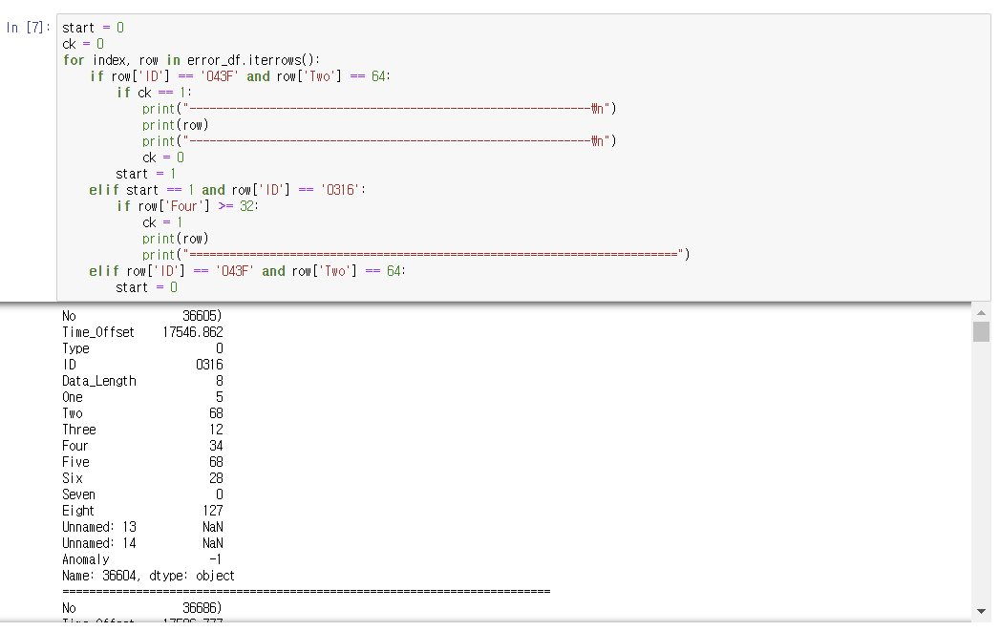 In [7]:
start = 0
ck = 0
for index, row in error_df.iterrows():
    if row['ID'] == '043F' and row['Two'] == 64:
        if ck == 1:
            print("------------------------------------------------------------₩n")
            print(row)
            print("------------------------------------------------------------₩n")
            ck = 0
        start = 1
    elif start == 1 and row['ID'] == '0316':
        if row['Four'] >= 32:
            ck = 1
            print(row)
            print("=========================================================================")
    elif row['ID'] == '043F' and row['Two'] == 64:
        start = 0
No 36605)
Time_Offset 17546.862
Type 0
ID 0316
Data_Length 8
One 5
Two 68
Three 12
Four 34
Five 68
Six 28
Seven 0
Eight 127
Unnamed: 13 NaN
Unnamed: 14 NaN
Anomaly -1
Name: 36604, dtype: object
=========================================================================
No 36686)